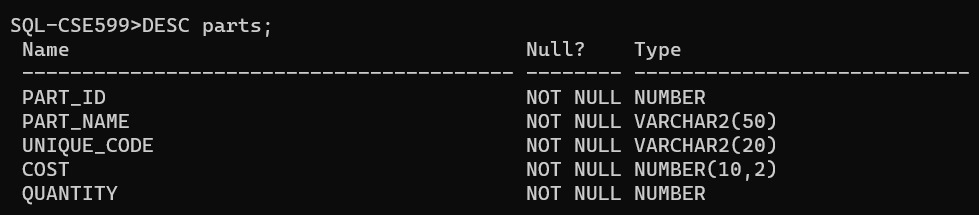 SQL-CSE599>DESC parts;
Name Null? Type
----------------------------------------- -------- ----------------------------
PART_ID NOT NULL NUMBER
PART_NAME NOT NULL VARCHAR2(50)
UNIQUE_CODE NOT NULL VARCHAR2(20)
COST NOT NULL NUMBER(10,2)
QUANTITY NOT NULL NUMBER